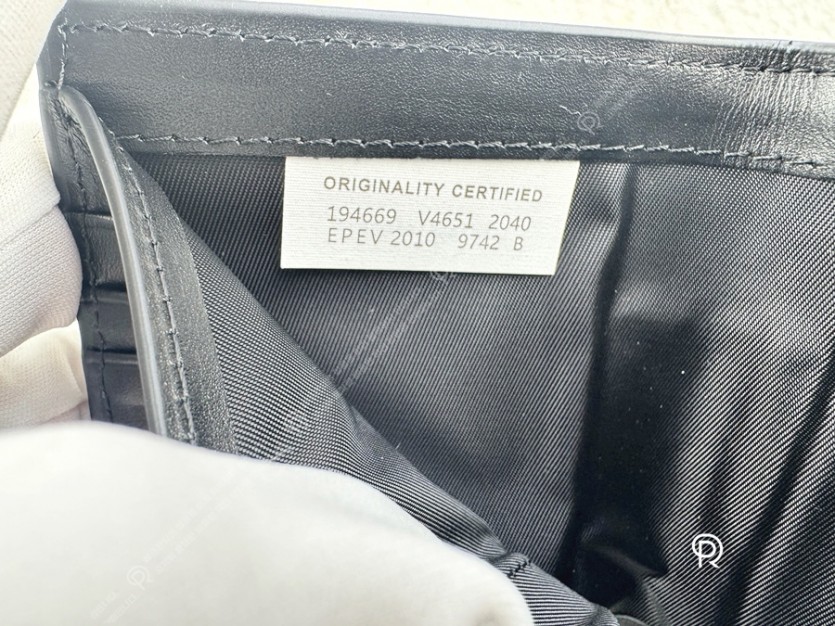 ORIGINALITY CERTIFIED
194669 V4651 2040
EPEV 2010 9742 B